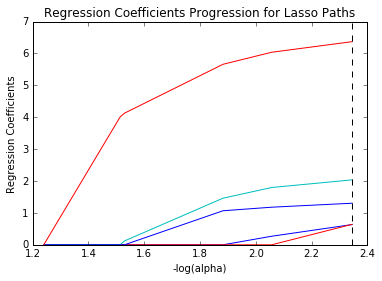 Regression Coefficients Progression for Lasso Paths
7
6
5
4
3
2
1
0
Regression Coefficients
1.2 1.4 1.6 1.8 2.0 2.2 2.4
-log(alpha)